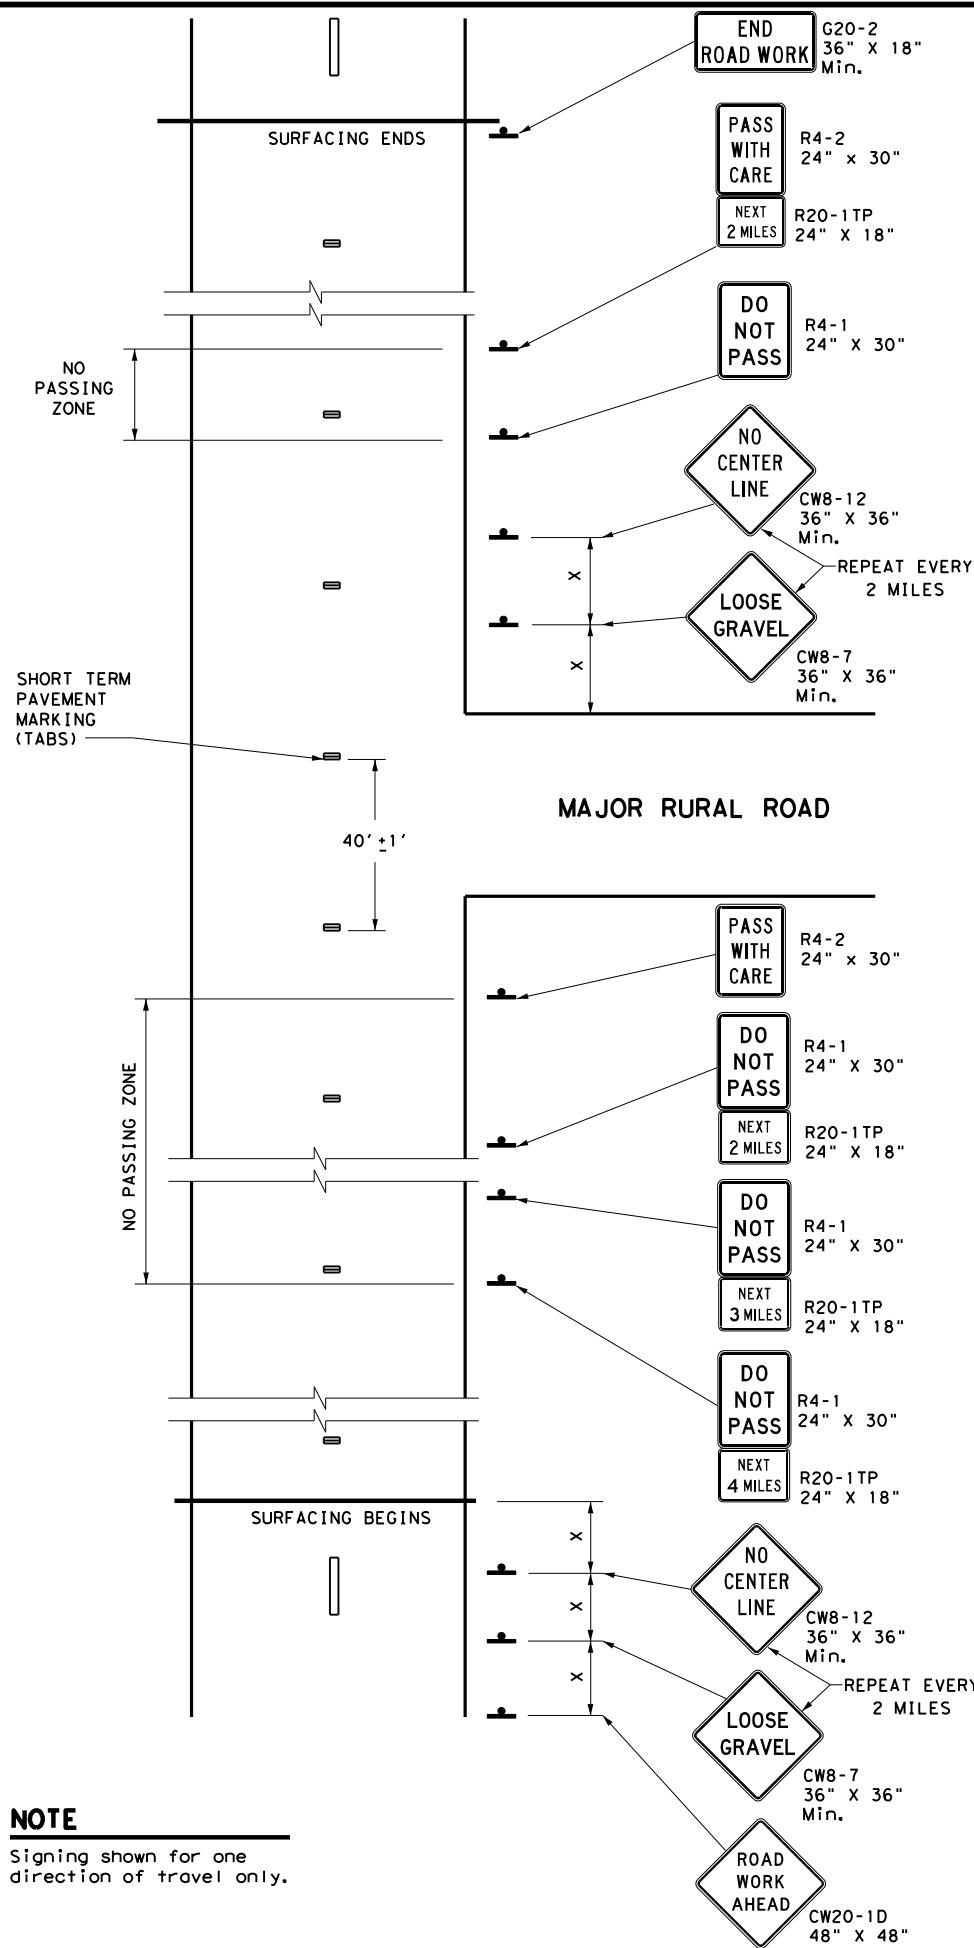 END
ROAD WORK
G20-2
36" X 18"
Min.
SURFACING ENDS
PASS
WITH
CARE
R4-2
24" x 30"
NEXT
2 MILES
R20-1TP
24" X 18"
DO
NOT
PASS
R4-1
24" X 30"
NO
PASSING
ZONE
NO
CENTER
LINE
CW8-12
36" X 36"
Min.
X
REPEAT EVERY
2 MILES
LOOSE
GRAVEL
CW8-7
36" X 36"
Min.
X
SHORT TERM
PAVEMENT
MARKING
(TABS)
40' ±1'
MAJOR RURAL ROAD
PASS
WITH
CARE
R4-2
24" x 30"
DO
NOT
PASS
R4-1
24" X 30"
NEXT
2 MILES
R20-1TP
24" X 18"
NO PASSING ZONE
DO
NOT
PASS
R4-1
24" X 30"
NEXT
3 MILES
R20-1TP
24" X 18"
DO
NOT
PASS
R4-1
24" X 30"
NEXT
4 MILES
R20-1TP
24" X 18"
SURFACING BEGINS
X
NO
CENTER
LINE
CW8-12
36" X 36"
Min.
X
REPEAT EVERY
2 MILES
X
LOOSE
GRAVEL
CW8-7
36" X 36"
Min.
NOTE
Signing shown for one
direction of travel only.
ROAD
WORK
AHEAD
CW20-1D
48" X 48"